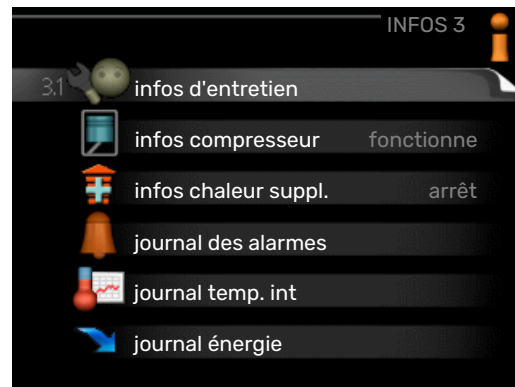 INFOS 3
3.1 infos d'entretien
infos compresseur fonctionne
infos chaleur suppl. arrêt
journal des alarmes
journal temp. int
journal énergie